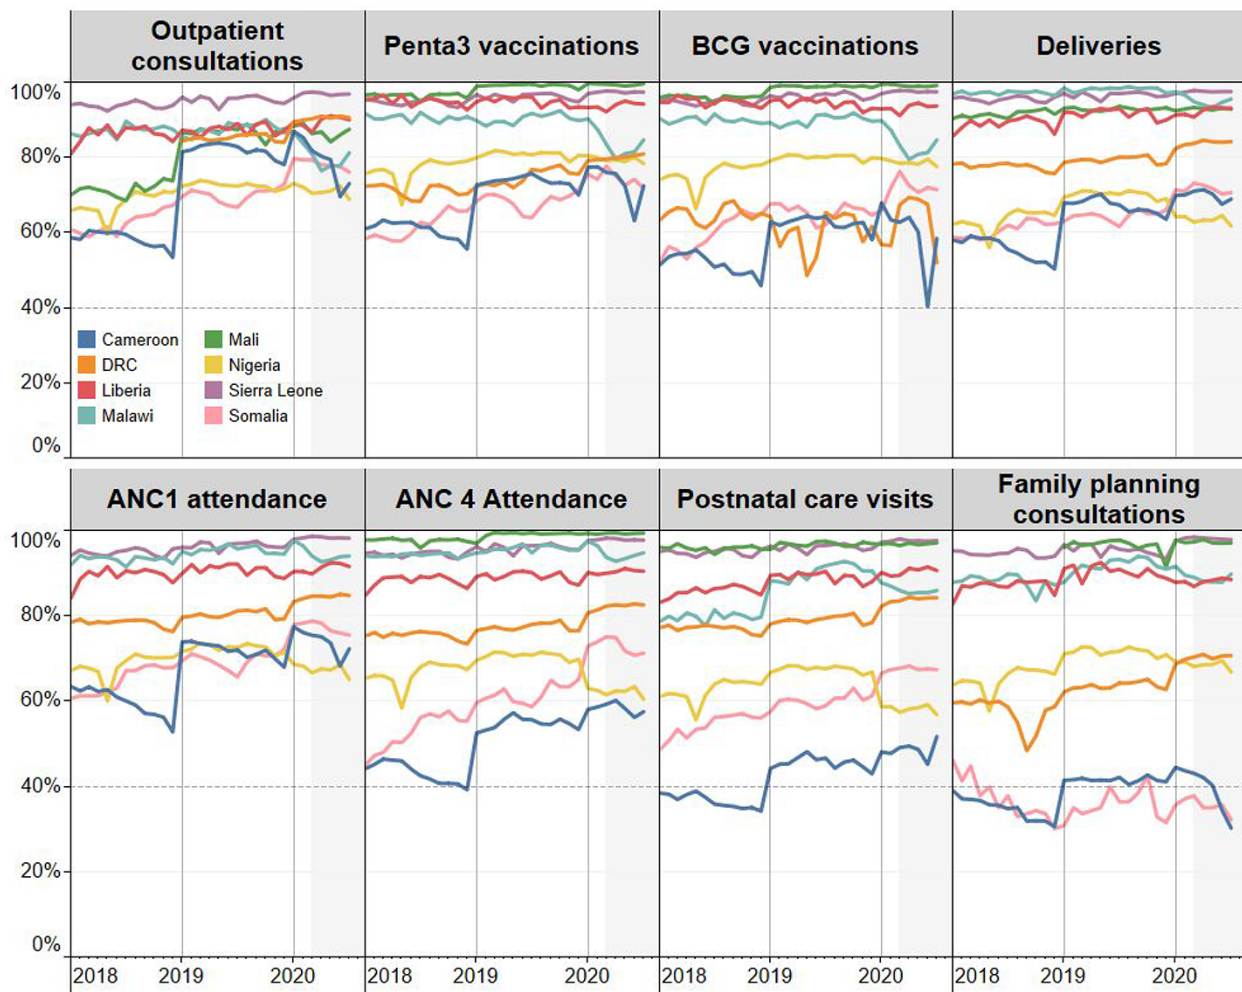 Outpatient
consultations
Penta3 vaccinations
BCG vaccinations
Deliveries
100%
80%
60%
40%
20%
0%
Cameroon
DRC
Liberia
Malawi
Mali
Nigeria
Sierra Leone
Somalia
ANC1 attendance
ANC 4 Attendance
Postnatal care visits
Family planning
consultations
100%
80%
60%
40%
20%
0%
2018 2019 2020
2018 2019 2020
2018 2019 2020
2018 2019 2020